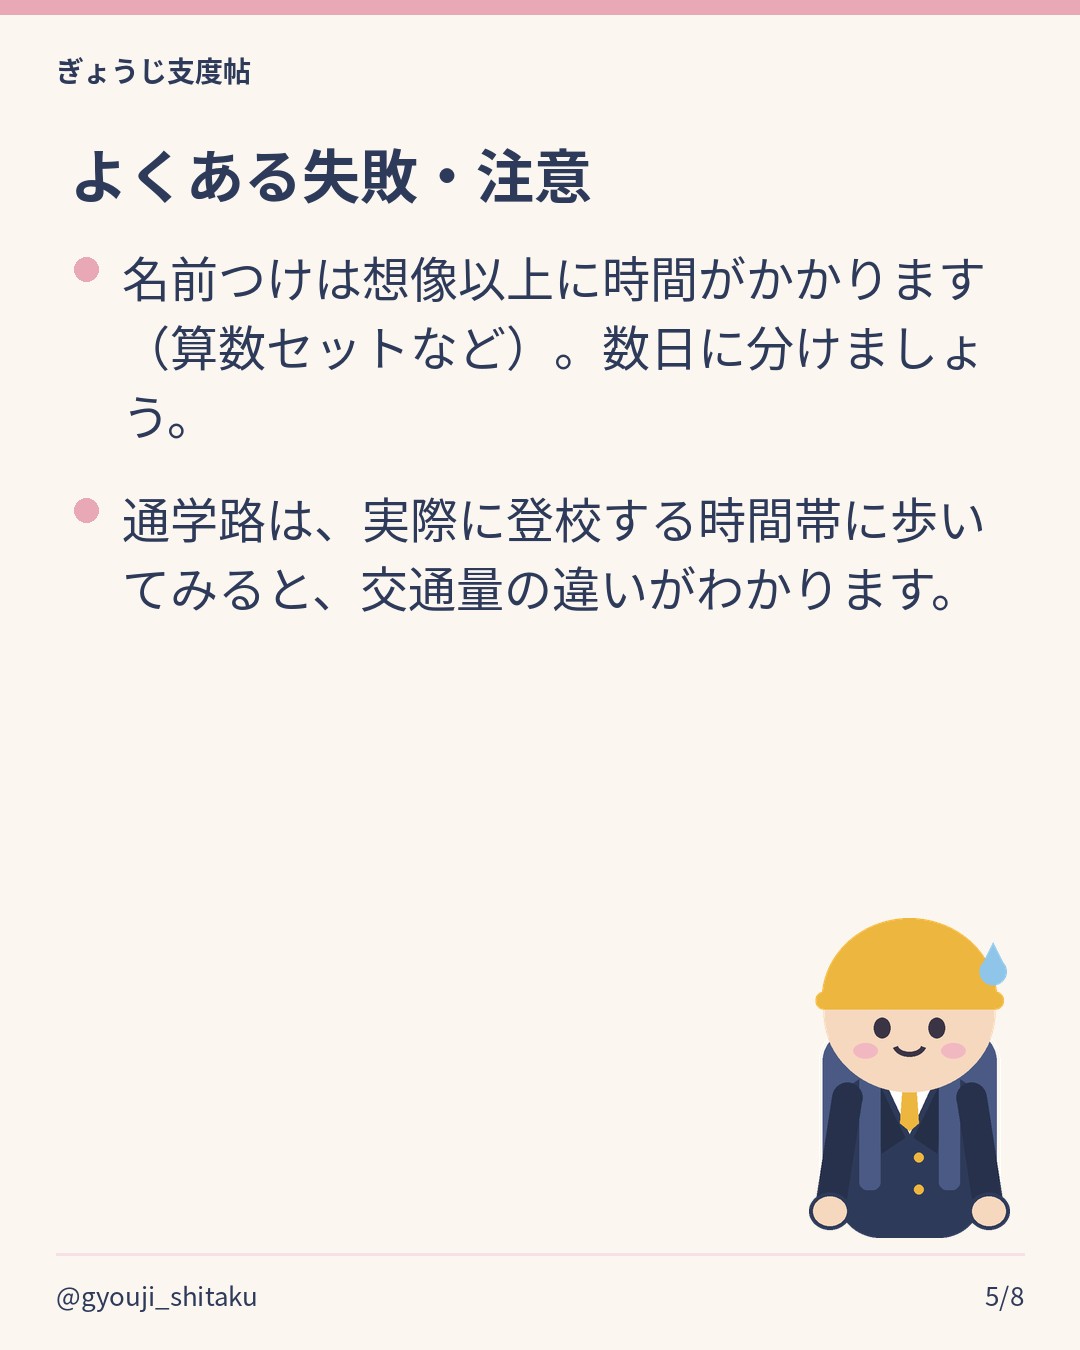 ぎょうじ支度帖
よくある失敗・注意
名前つけは想像以上に時間がかかります
（算数セットなど）。数日に分けましょ
う。
通学路は、実際に登校する時間帯に歩い
てみると、交通量の違いがわかります。
@gyouji_shitaku
5/8